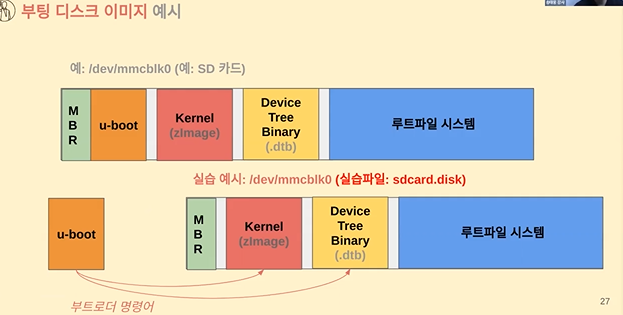 부팅 디스크 이미지 예시
예: /dev/mmcblk0 (예: SD 카드)
M
B
R
u-boot
Kernel
(zImage)
Device
Tree
Binary
(.dtb)
루트파일 시스템
실습 예시: /dev/mmcblk0 (실습파일: sdcard.disk)
u-boot
M
B
R
Kernel
(zImage)
Device
Tree
Binary
(.dtb)
루트파일 시스템
부트로더 명령어
27